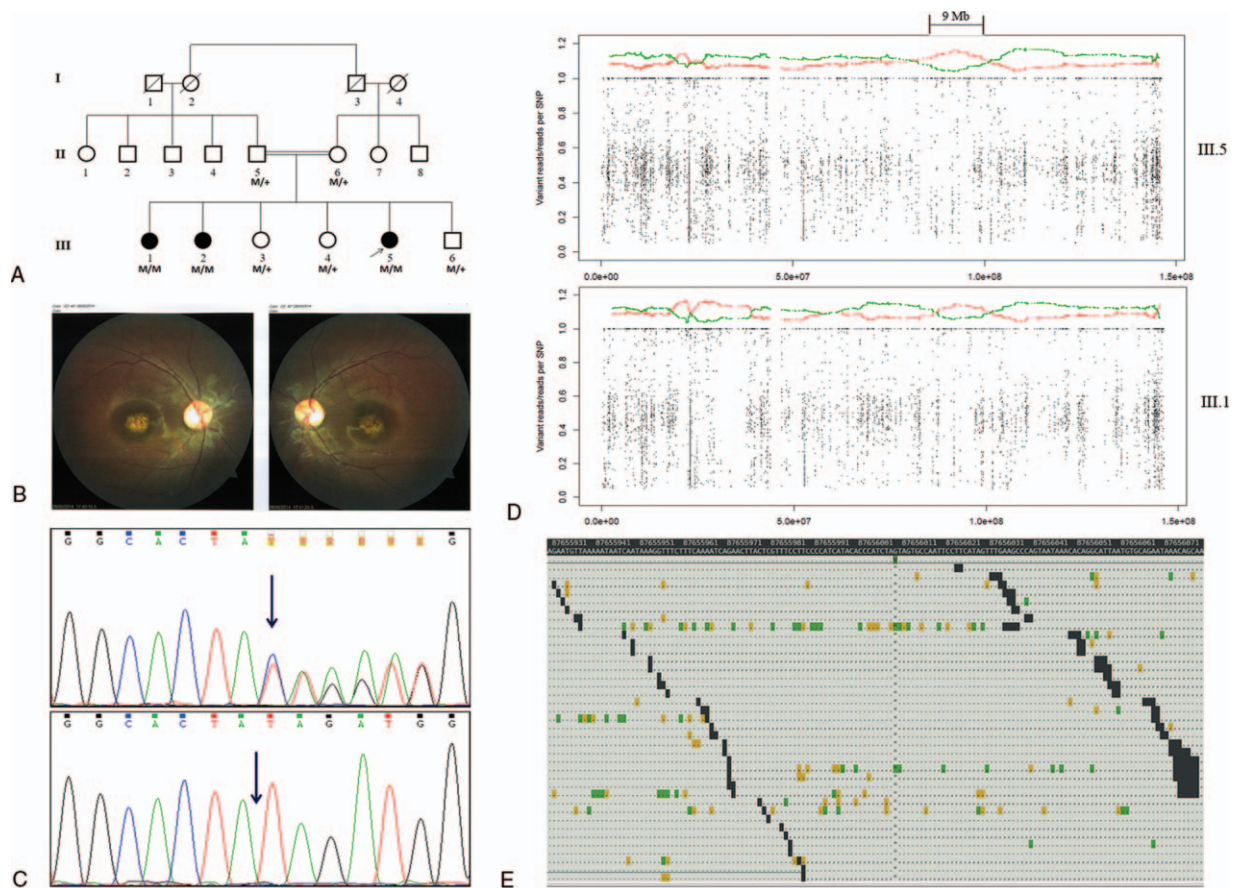 I
1 2 3 4
II
1 2 3 4 5 6 7 8
M/+ M/+
III
1 2 3 4 5 6
M/M M/M M/+ M/+ M/M M/+
A
B
G G C A C T A G
G G C A C T A T A G A T G G
C
9 Mb
Variant reads/reads per SNP
0.0 0.2 0.4 0.6 0.8 1.0 1.2
0.0e+00 5.0e+07 1.0e+08 1.5e+08
III.5
Variant reads/reads per SNP
0.0 0.2 0.4 0.6 0.8 1.0 1.2
0.0e+00 5.0e+07 1.0e+08 1.5e+08
III.1
D
87655931 87655941 87655951 87655961 87655971 87655981 87655991 87656001 87656011 87656021 87656031 87656041 87656051 87656061 87656071
E